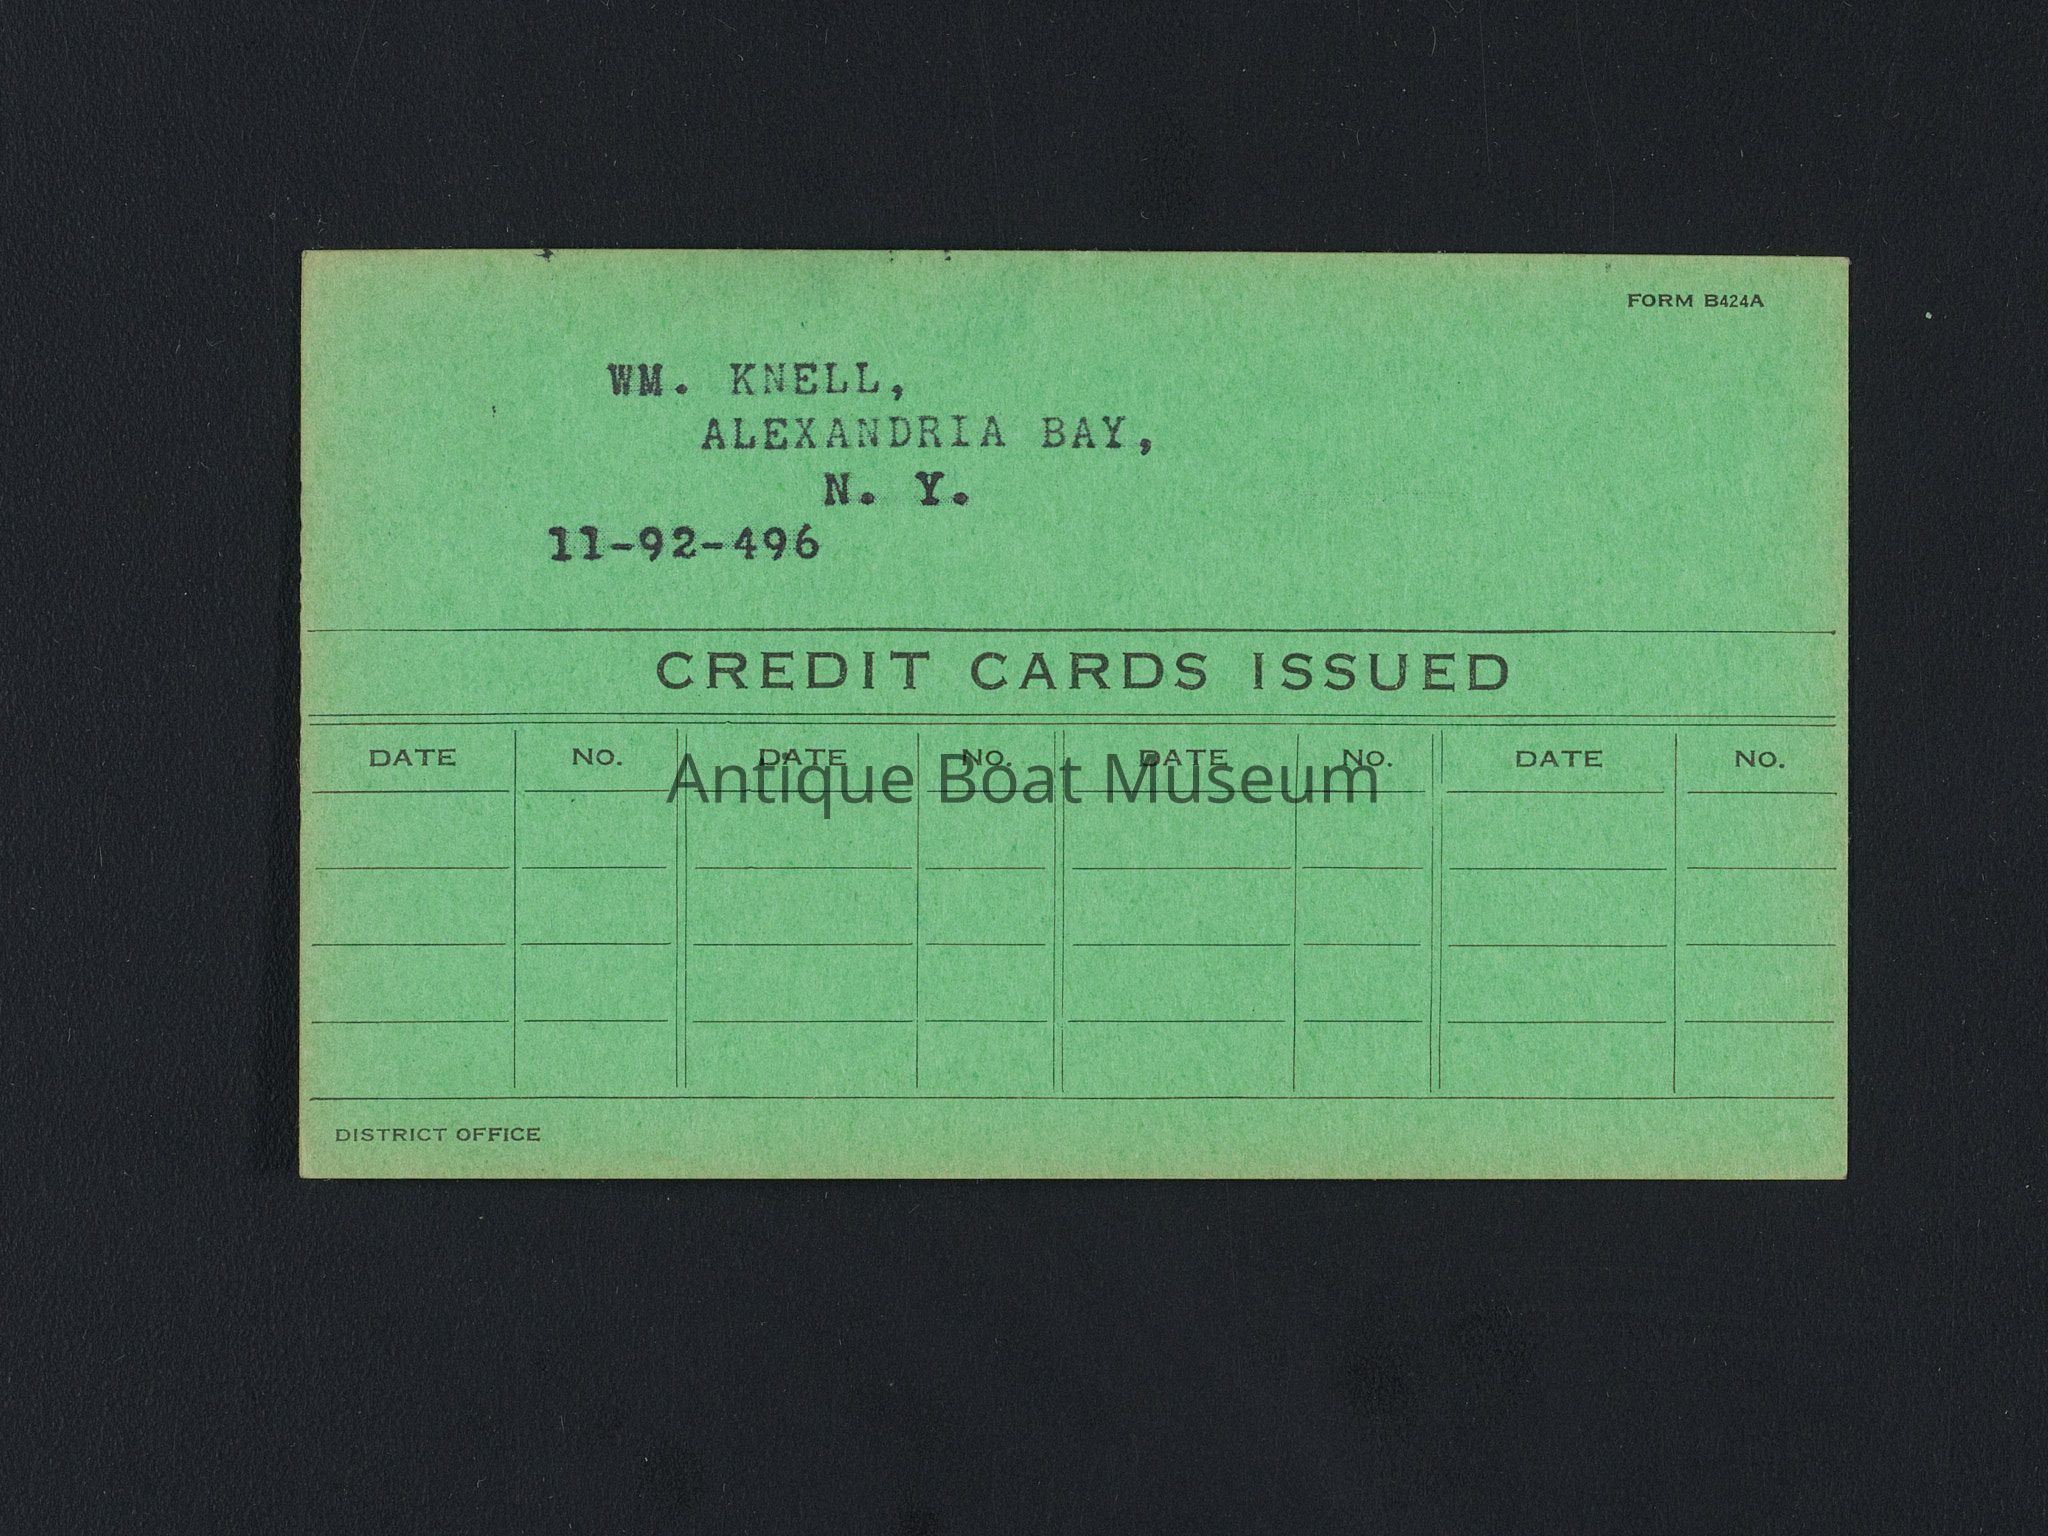 FORM B424A
WM. KNELL,
ALEXANDRIA BAY,
N. Y.
11-92-496
CREDIT CARDS ISSUED
DATE NO. DATE NO. DATE NO. DATE NO.
Antique Boat Museum
DISTRICT OFFICE